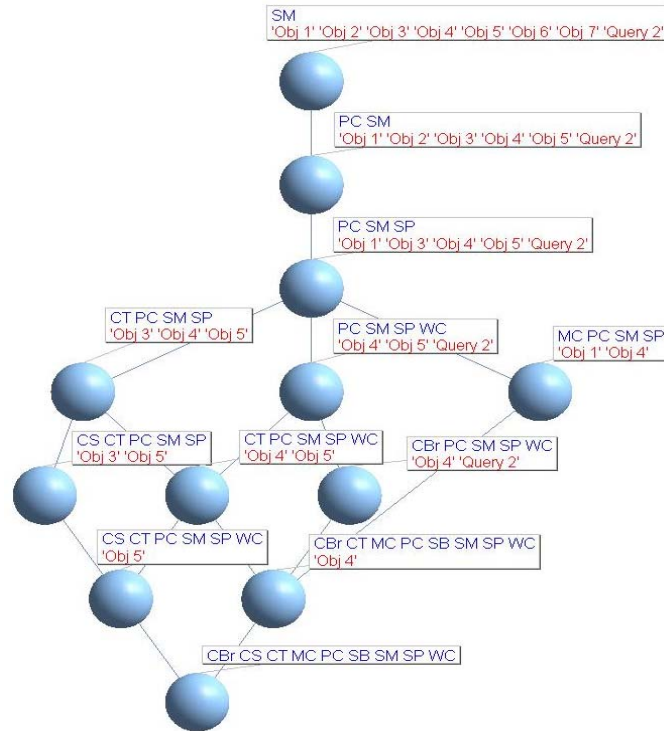 SM
'Obj 1' 'Obj 2' 'Obj 3' 'Obj 4' 'Obj 5' 'Obj 6' 'Obj 7' 'Query 2'
PC SM
'Obj 1' 'Obj 2' 'Obj 3' 'Obj 4' 'Obj 5' 'Query 2'
PC SM SP
'Obj 1' 'Obj 3' 'Obj 4' 'Obj 5' 'Query 2'
CT PC SM SP
'Obj 3' 'Obj 4' 'Obj 5'
PC SM SP WC
'Obj 4' 'Obj 5' 'Query 2'
MC PC SM SP
'Obj 1' 'Obj 4'
CS CT PC SM SP
'Obj 3' 'Obj 5'
CT PC SM SP WC
'Obj 4' 'Obj 5'
CBr PC SM SP WC
'Obj 4' 'Query 2'
CS CT PC SM SP WC
'Obj 5'
CBr CT MC PC SB SM SP WC
'Obj 4'
CBr CS CT MC PC SB SM SP WC